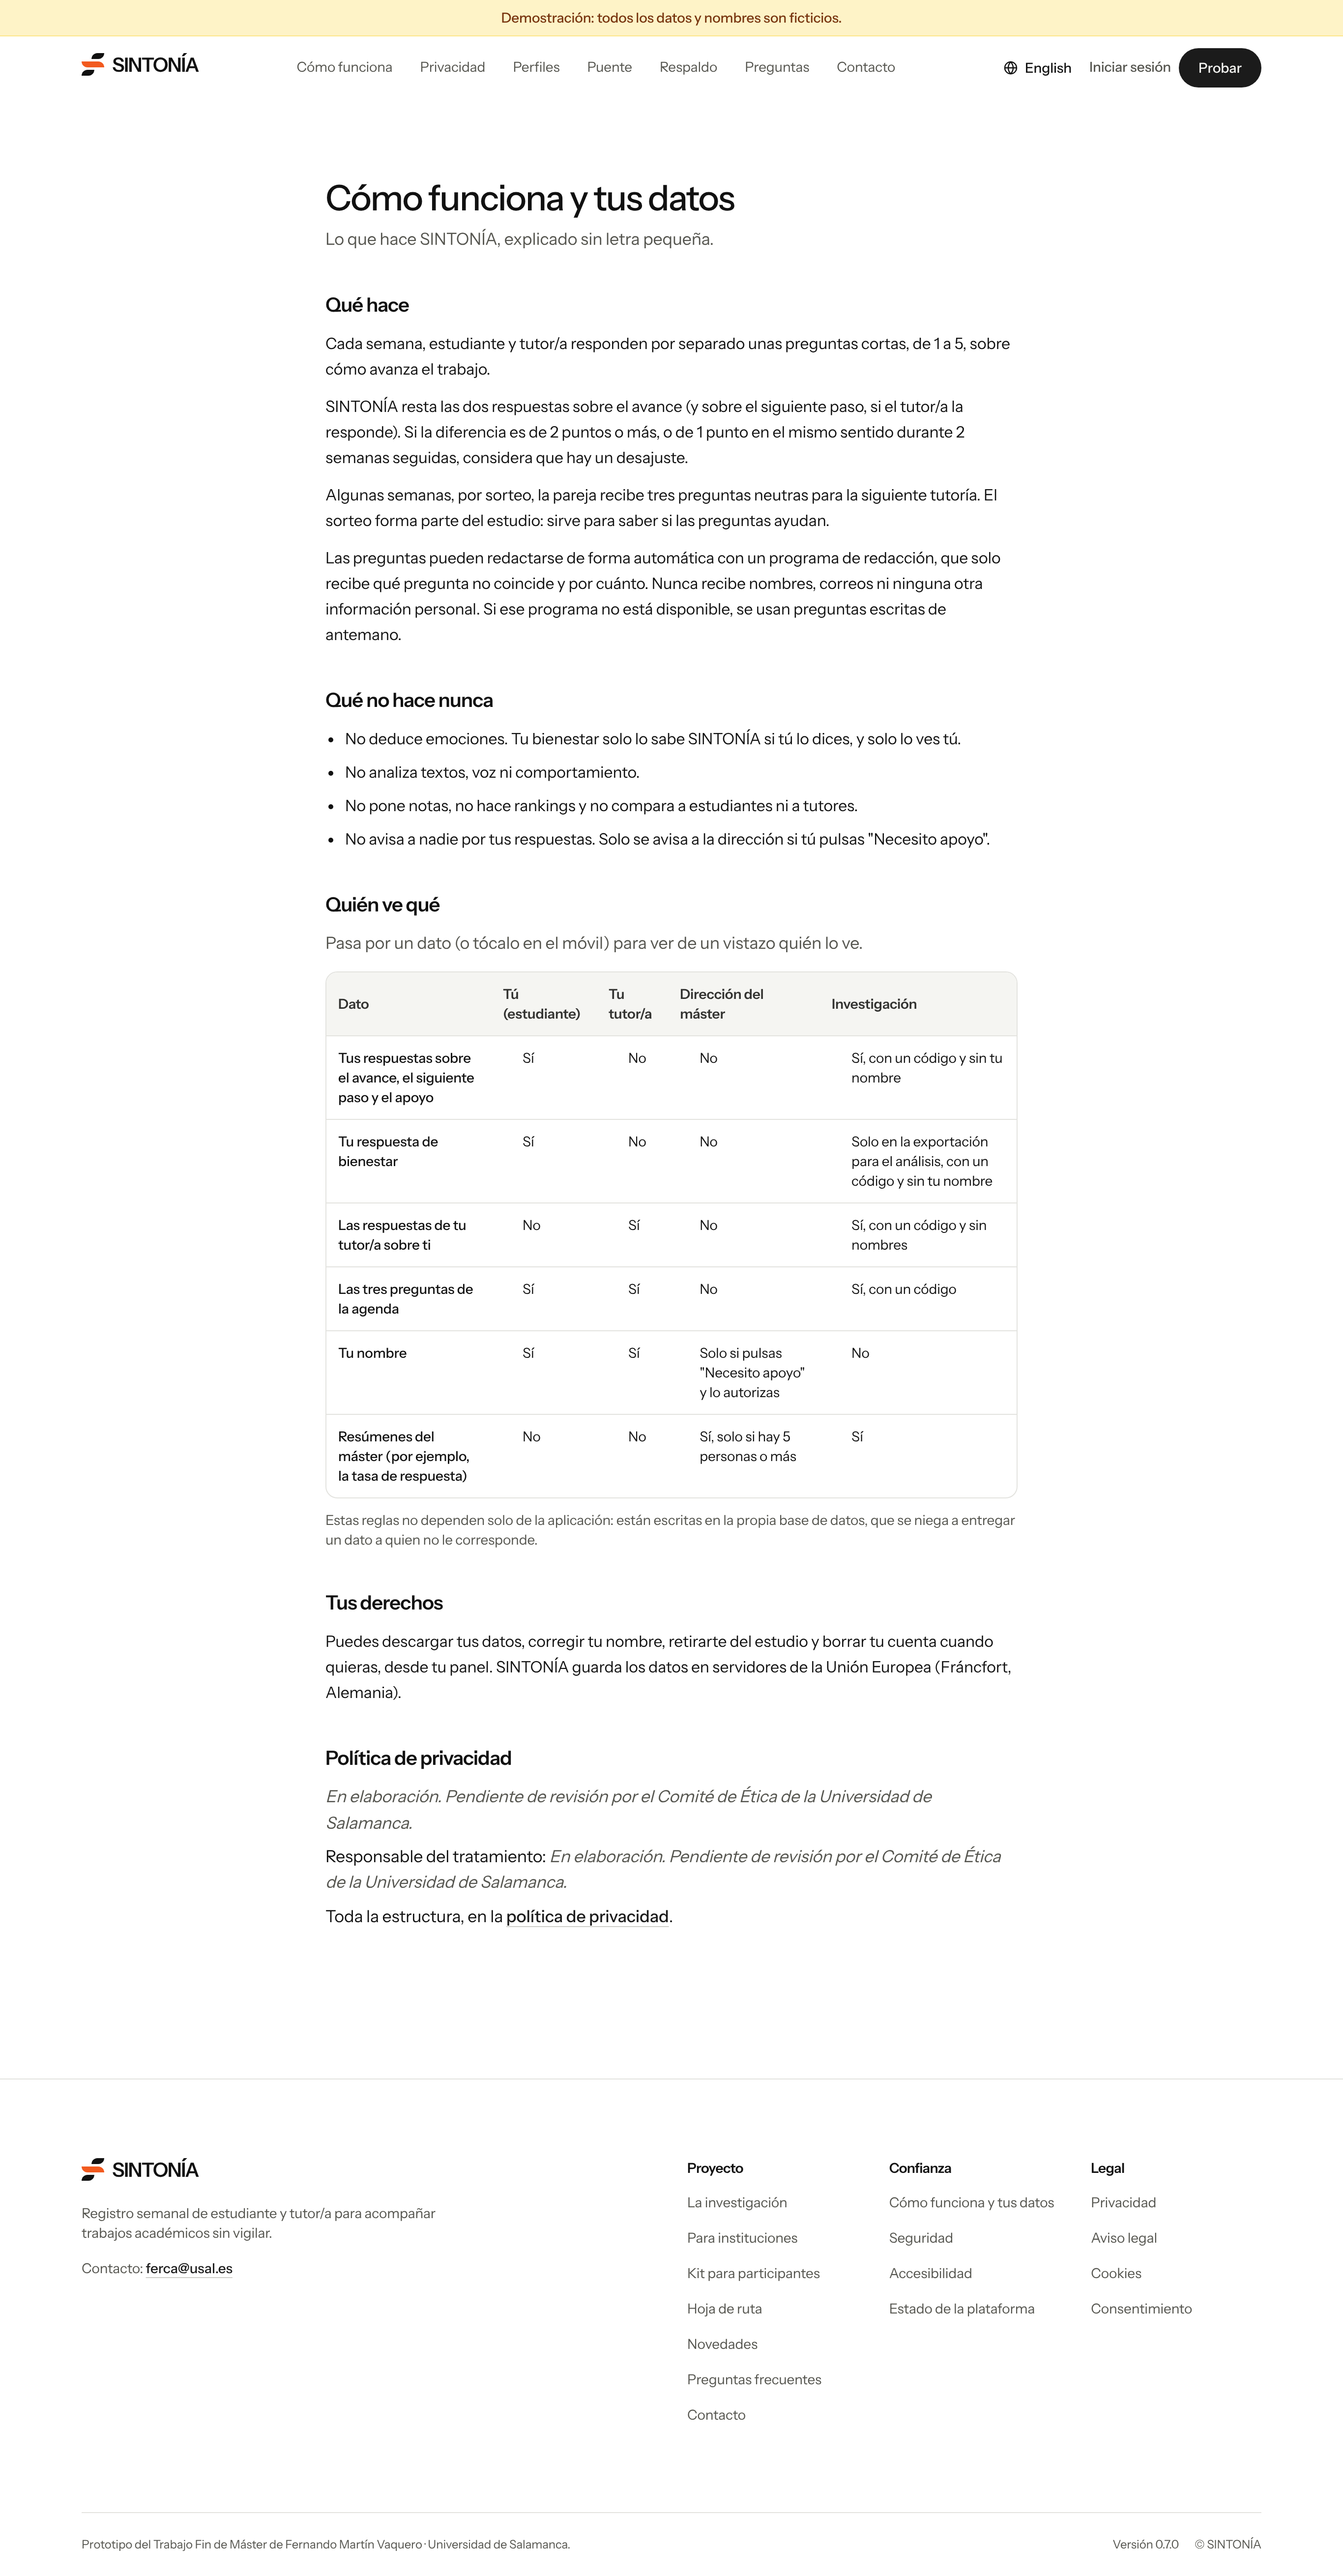 Demostración: todos los datos y nombres son ficticios.
SINTONÍA
Cómo funciona
Privacidad
Perfiles
Puente
Respaldo
Preguntas
Contacto
English
Iniciar sesión
Probar
Cómo funciona y tus datos
Lo que hace SINTONÍA, explicado sin letra pequeña.
Qué hace
Cada semana, estudiante y tutor/a responden por separado unas preguntas cortas, de 1 a 5, sobre
cómo avanza el trabajo.
SINTONÍA resta las dos respuestas sobre el avance (y sobre el siguiente paso, si el tutor/a la
responde). Si la diferencia es de 2 puntos o más, o de 1 punto en el mismo sentido durante 2
semanas seguidas, considera que hay un desajuste.
Algunas semanas, por sorteo, la pareja recibe tres preguntas neutras para la siguiente tutoría. El
sorteo forma parte del estudio: sirve para saber si las preguntas ayudan.
Las preguntas pueden redactarse de forma automática con un programa de redacción, que solo
recibe qué pregunta no coincide y por cuánto. Nunca recibe nombres, correos ni ninguna otra
información personal. Si ese programa no está disponible, se usan preguntas escritas de
antemano.
Qué no hace nunca
• No deduce emociones. Tu bienestar solo lo sabe SINTONÍA si tú lo dices, y solo lo ves tú.
• No analiza textos, voz ni comportamiento.
• No pone notas, no hace rankings y no compara a estudiantes ni a tutores.
• No avisa a nadie por tus respuestas. Solo se avisa a la dirección si tú pulsas "Necesito apoyo".
Quién ve qué
Pasa por un dato (o tócalo en el móvil) para ver de un vistazo quién lo ve.
Dato
Tú
(estudiante)
Tu
tutor/a
Dirección del
máster
Investigación
Tus respuestas sobre
el avance, el siguiente
paso y el apoyo
Sí
No
No
Sí, con un código y sin tu
nombre
Tu respuesta de
bienestar
Sí
No
No
Solo en la exportación
para el análisis, con un
código y sin tu nombre
Las respuestas de tu
tutor/a sobre ti
No
Sí
No
Sí, con un código y sin
nombres
Las tres preguntas de
la agenda
Sí
Sí
No
Sí, con un código
Tu nombre
Sí
Sí
Solo si pulsas
"Necesito apoyo"
y lo autorizas
No
Resúmenes del
máster (por ejemplo,
la tasa de respuesta)
No
No
Sí, solo si hay 5
personas o más
Sí
Estas reglas no dependen solo de la aplicación: están escritas en la propia base de datos, que se niega a entregar
un dato a quien no le corresponde.
Tus derechos
Puedes descargar tus datos, corregir tu nombre, retirarte del estudio y borrar tu cuenta cuando
quieras, desde tu panel. SINTONÍA guarda los datos en servidores de la Unión Europea (Fráncfort,
Alemania).
Política de privacidad
En elaboración. Pendiente de revisión por el Comité de Ética de la Universidad de
Salamanca.
Responsable del tratamiento: En elaboración. Pendiente de revisión por el Comité de Ética
de la Universidad de Salamanca.
Toda la estructura, en la política de privacidad.
SINTONÍA
Registro semanal de estudiante y tutor/a para acompañar
trabajos académicos sin vigilar.
Contacto: ferca@usal.es
Proyecto
La investigación
Para instituciones
Kit para participantes
Hoja de ruta
Novedades
Preguntas frecuentes
Contacto
Confianza
Cómo funciona y tus datos
Seguridad
Accesibilidad
Estado de la plataforma
Legal
Privacidad
Aviso legal
Cookies
Consentimiento
Prototipo del Trabajo Fin de Máster de Fernando Martín Vaquero · Universidad de Salamanca.
Versión 0.7.0
© SINTONÍA